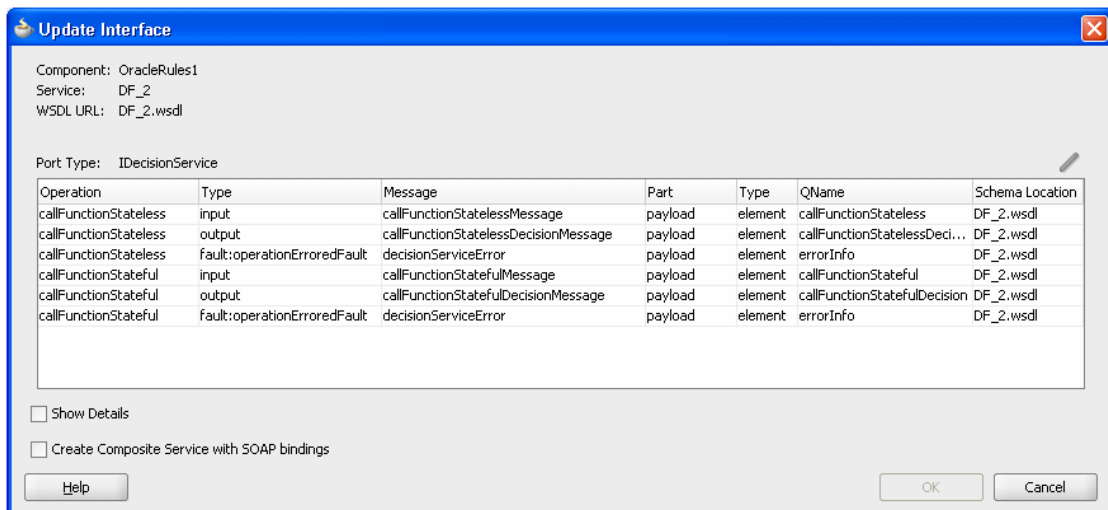 Update Interface
Component: OracleRules1
Service: DF_2
WSDL URL: DF_2.wsdl
Port Type: IDecisionService
Operation Type Message Part Type QName Schema Location
callFunctionStateless input callFunctionStatelessMessage payload element callFunctionStateless DF_2.wsdl
callFunctionStateless output callFunctionStatelessDecisionMessage payload element callFunctionStatelessDeci... DF_2.wsdl
callFunctionStateless fault:operationErroredFault decisionServiceError payload element errorInfo DF_2.wsdl
callFunctionStateful input callFunctionStatefulMessage payload element callFunctionStateful DF_2.wsdl
callFunctionStateful output callFunctionStatefulDecisionMessage payload element callFunctionStatefulDecision DF_2.wsdl
callFunctionStateful fault:operationErroredFault decisionServiceError payload element errorInfo DF_2.wsdl
Show Details
Create Composite Service with SOAP bindings
Help OK Cancel